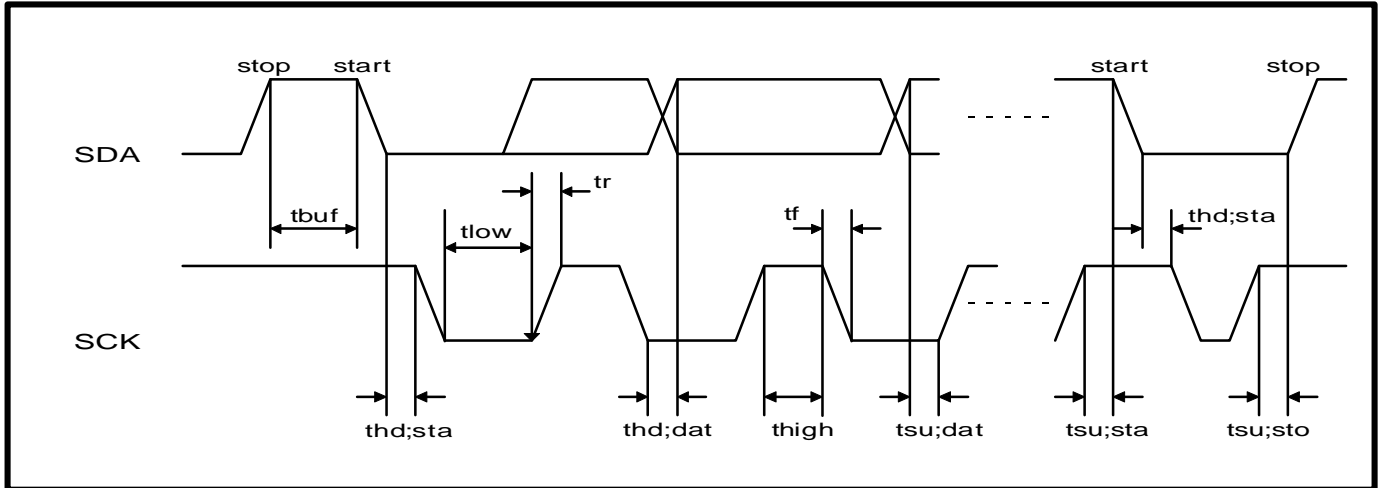 stop start start stop
SDA
tr
tbuf tlow tf thd;sta
SCK
thd;sta thd;dat thigh tsu;dat tsu;sta tsu;sto